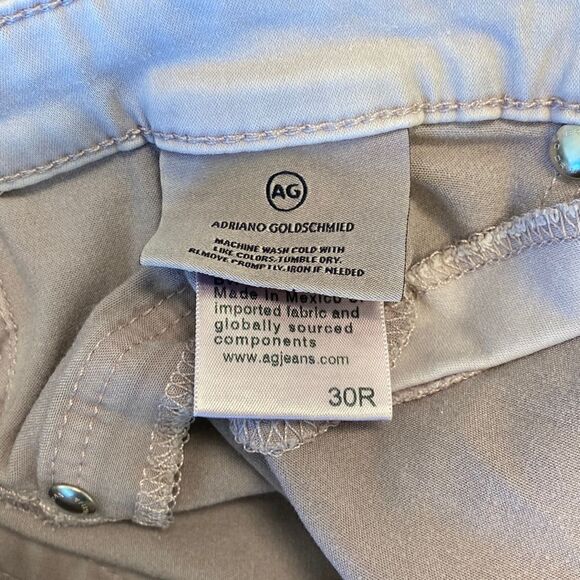 AG
ADRIANO GOLDSCHMIED
MACHINE WASH COLD WITH
LIKE COLORS. TUMBLE DRY.
REMOVE PROMPTLY. IRON IF NEEDED
Made in Mexico of
imported fabric and
globally sourced
components
www.agjeans.com
30R